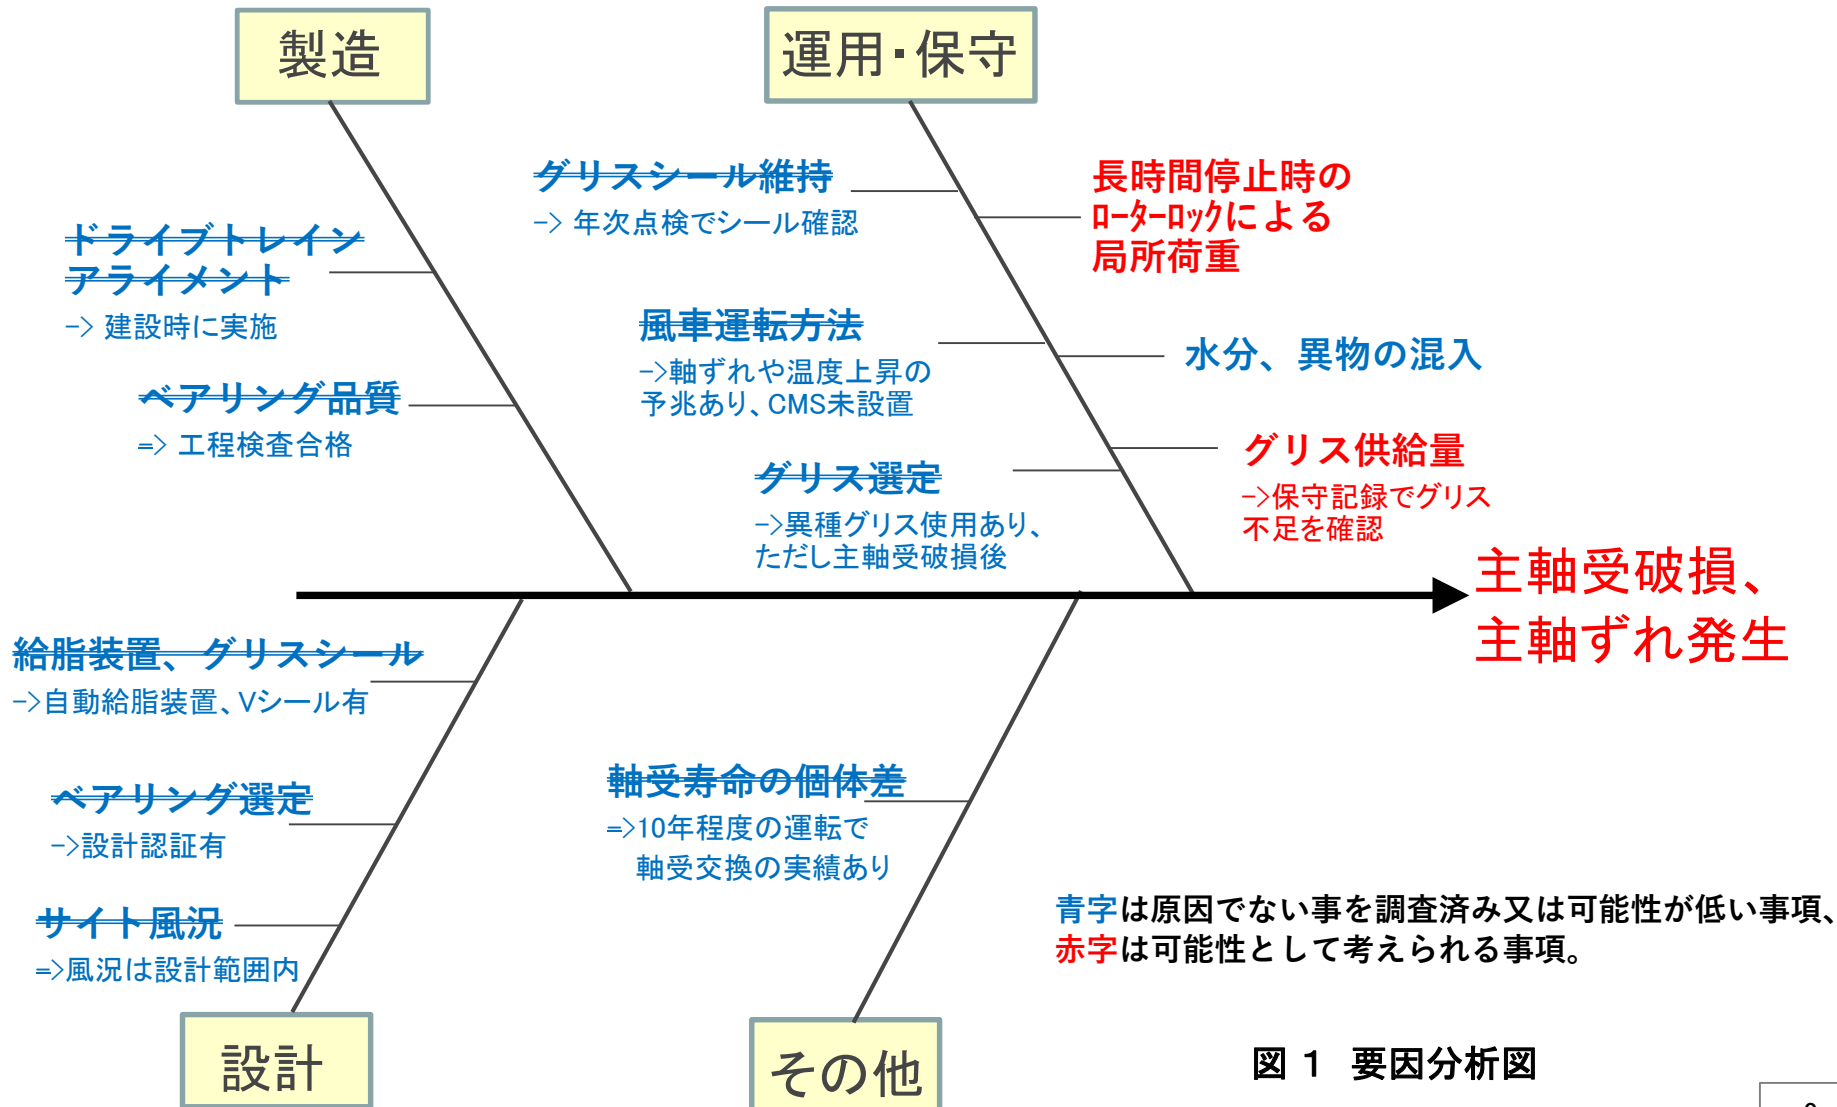 製造
運用・保守
グリスシール維持
-> 年次点検でシール確認
長時間停止時の
ﾛｰﾀｰﾛｯｸによる
局所荷重
ドライブトレイン
アライメント
-> 建設時に実施
風車運転方法
->軸ずれや温度上昇の
予兆あり、CMS未設置
水分、異物の混入
ベアリング品質
=> 工程検査合格
グリス選定
->異種グリス使用あり、
ただし主軸受破損後
グリス供給量
->保守記録でグリス
不足を確認
主軸受破損、
主軸ずれ発生
給脂装置、グリスシール
->自動給脂装置、Vシール有
ベアリング選定
->設計認証有
サイト風況
=>風況は設計範囲内
軸受寿命の個体差
=>10年程度の運転で
軸受交換の実績あり
青字は原因でない事を調査済み又は可能性が低い事項、
赤字は可能性として考えられる事項。
設計
その他
図 1 要因分析図